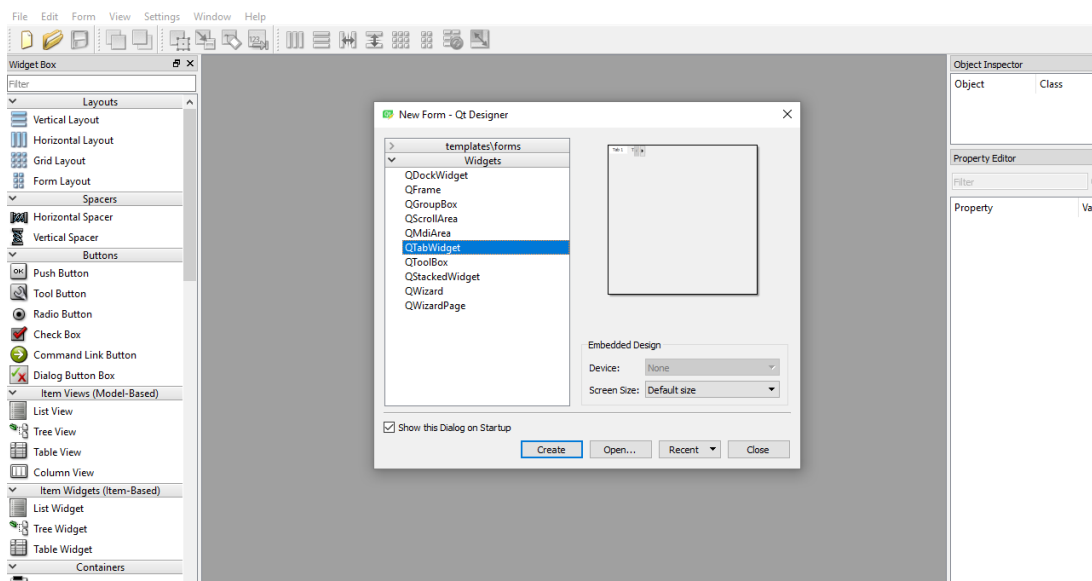 File Edit Form View Settings Window Help
Widget Box
Filter
Layouts
Vertical Layout
Horizontal Layout
Grid Layout
Form Layout
Spacers
Horizontal Spacer
Vertical Spacer
Buttons
OK Push Button
Tool Button
Radio Button
Check Box
Command Link Button
Dialog Button Box
Item Views (Model-Based)
List View
Tree View
Table View
Column View
Item Widgets (Item-Based)
List Widget
Tree Widget
Table Widget
Containers
New Form - Qt Designer
templates\forms
Widgets
QDockWidget
QFrame
QGroupBox
QScrollArea
QMdiArea
QTabWidget
QToolBox
QStackedWidget
QWizard
QWizardPage
Tab 1
Embedded Design
Device: None
Screen Size: Default size
Show this Dialog on Startup
Create Open... Recent Close
Object Inspector
Object Class
Property Editor
Filter
Property Va